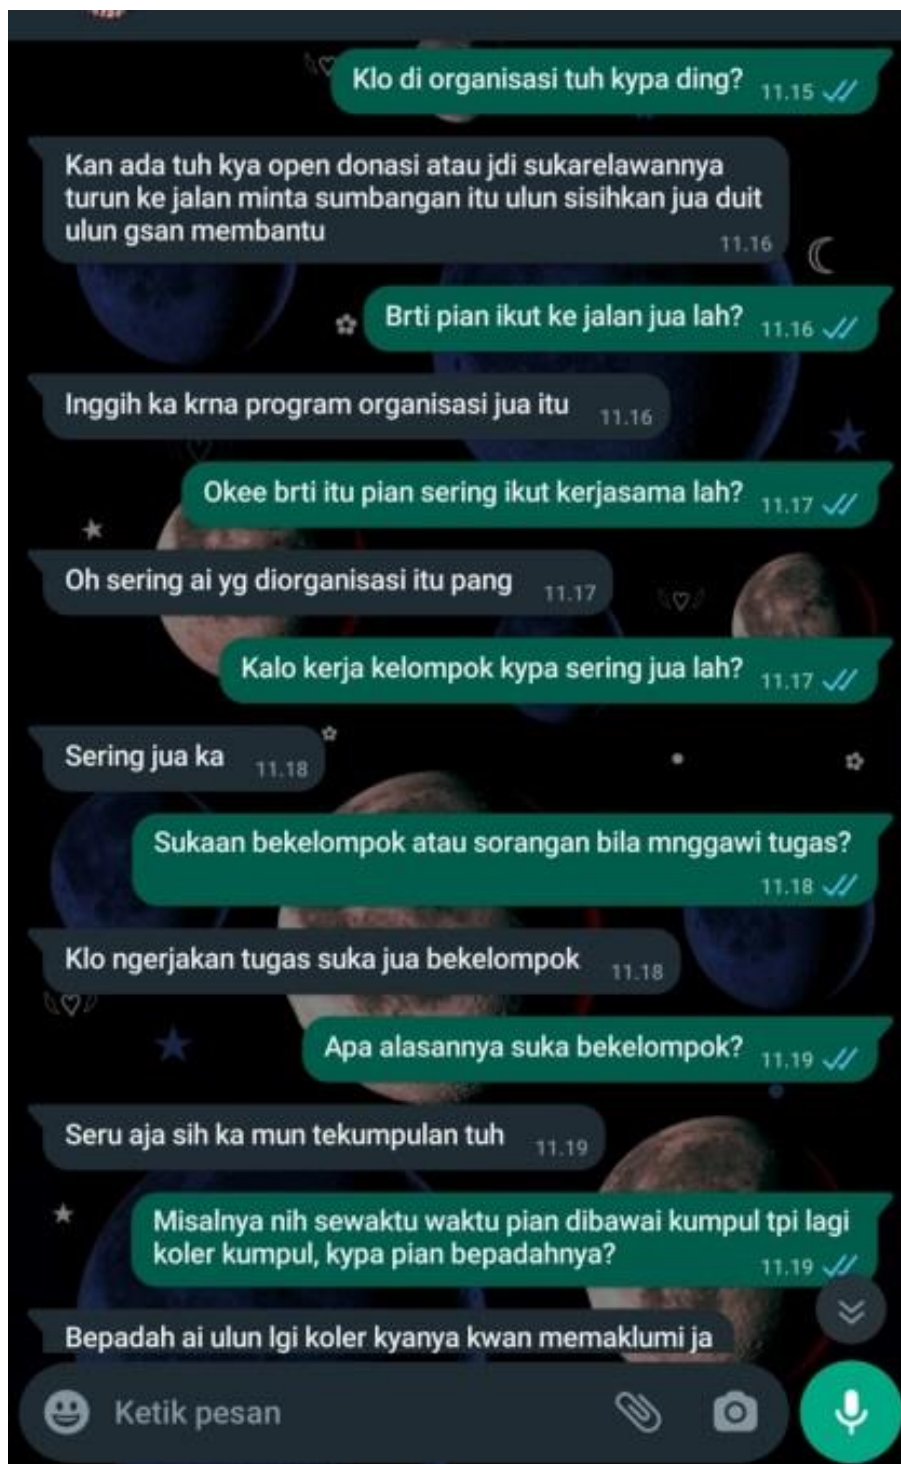 Klo di organisasi tuh kypa ding?
11.15
Kan ada tuh kya open donasi atau jdi sukarelawannya
turun ke jalan minta sumbangan itu ulun sisihkan jua duit
ulun gsan membantu
11.16
Brti pian ikut ke jalan jua lah?
11.16
Inggih ka krna program organisasi jua itu
11.16
Okee brti itu pian sering ikut kerjasama lah?
11.17
Oh sering ai yg diorganisasi itu pang
11.17
Kalo kerja kelompok kypa sering jua lah?
11.17
Sering jua ka
11.18
Sukaan bekelompok atau sorangan bila mnggawi tugas?
11.18
Klo ngerjakan tugas suka jua bekelompok
11.18
Apa alasannya suka bekelompok?
11.19
Seru aja sih ka mun tekumpulan tuh
11.19
Misalnya nih sewaktu waktu pian dibawai kumpul tpi lagi
koler kumpul, kypa pian bepadahnya?
11.19
Bepadah ai ulun lgi koler kyanya kwan memaklumi ja
Ketik pesan